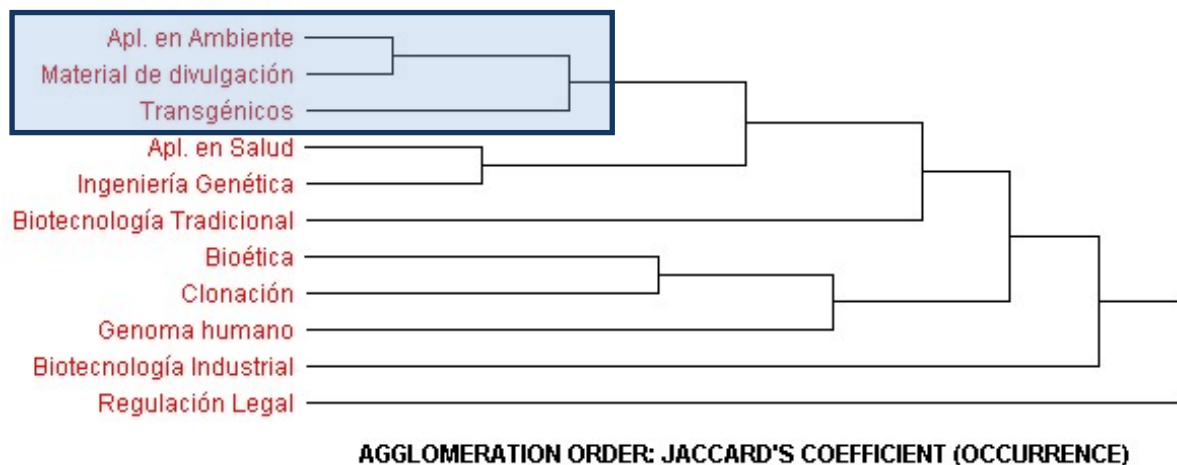 Apl. en Ambiente
Material de divulgación
Transgénicos
Apl. en Salud
Ingeniería Genética
Biotecnología Tradicional
Bioética
Clonación
Genoma humano
Biotecnología Industrial
Regulación Legal
AGGLOMERATION ORDER: JACCARD'S COEFFICIENT (OCCURRENCE)